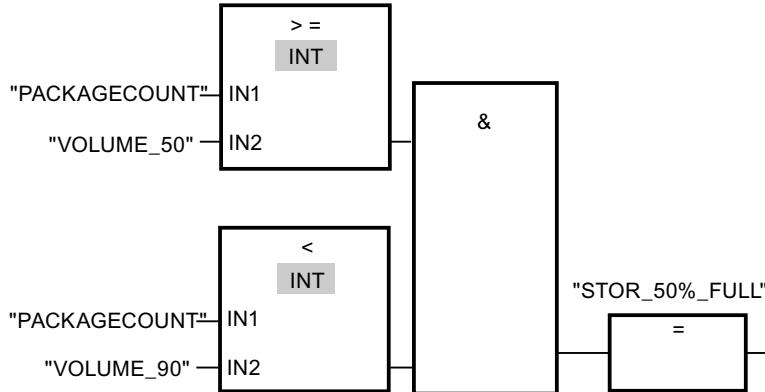 > =
INT
"PACKAGECOUNT" IN1
"VOLUME_50" IN2
&
<
INT
"PACKAGECOUNT" IN1
"VOLUME_90" IN2
"STOR_50%_FULL"
=